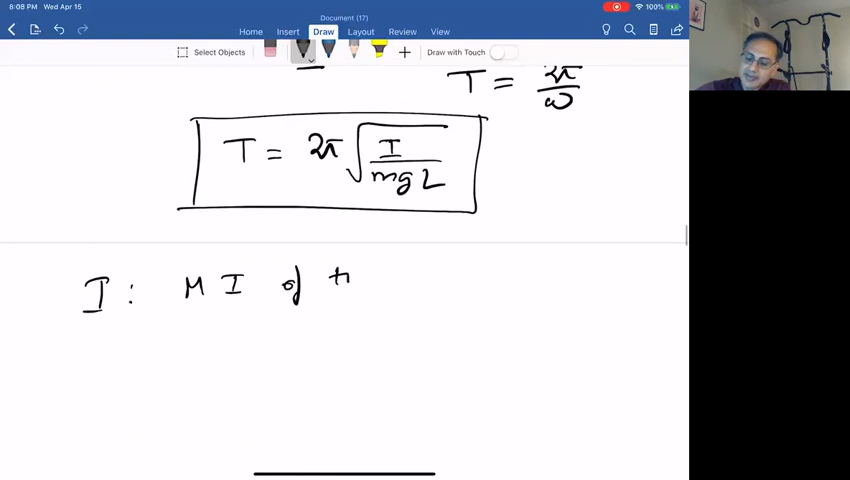 8:08 PM Wed Apr 15
100%
Document (17)
Home Insert Draw Layout Review View
Select Objects
Draw with Touch
T = 2π/ω
T = 2π √(I/mgL)
I : M I of th